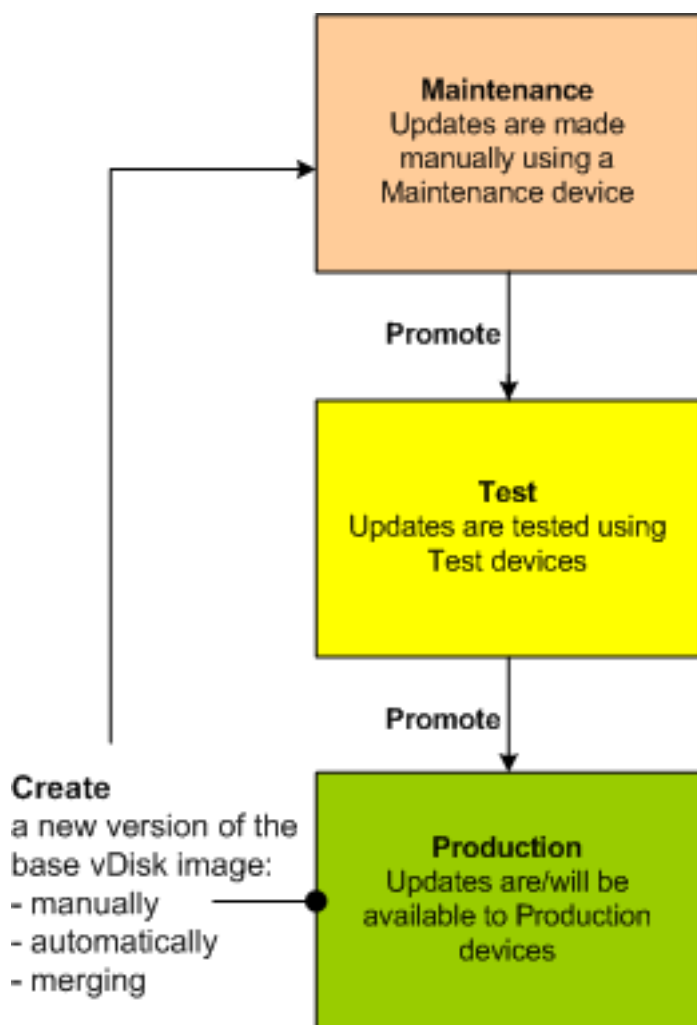 Maintenance
Updates are made
manually using a
Maintenance device
Promote
Test
Updates are tested using
Test devices
Promote
Create
a new version of the
base vDisk image:
- manually
- automatically
- merging
Production
Updates are/will be
available to Production
devices